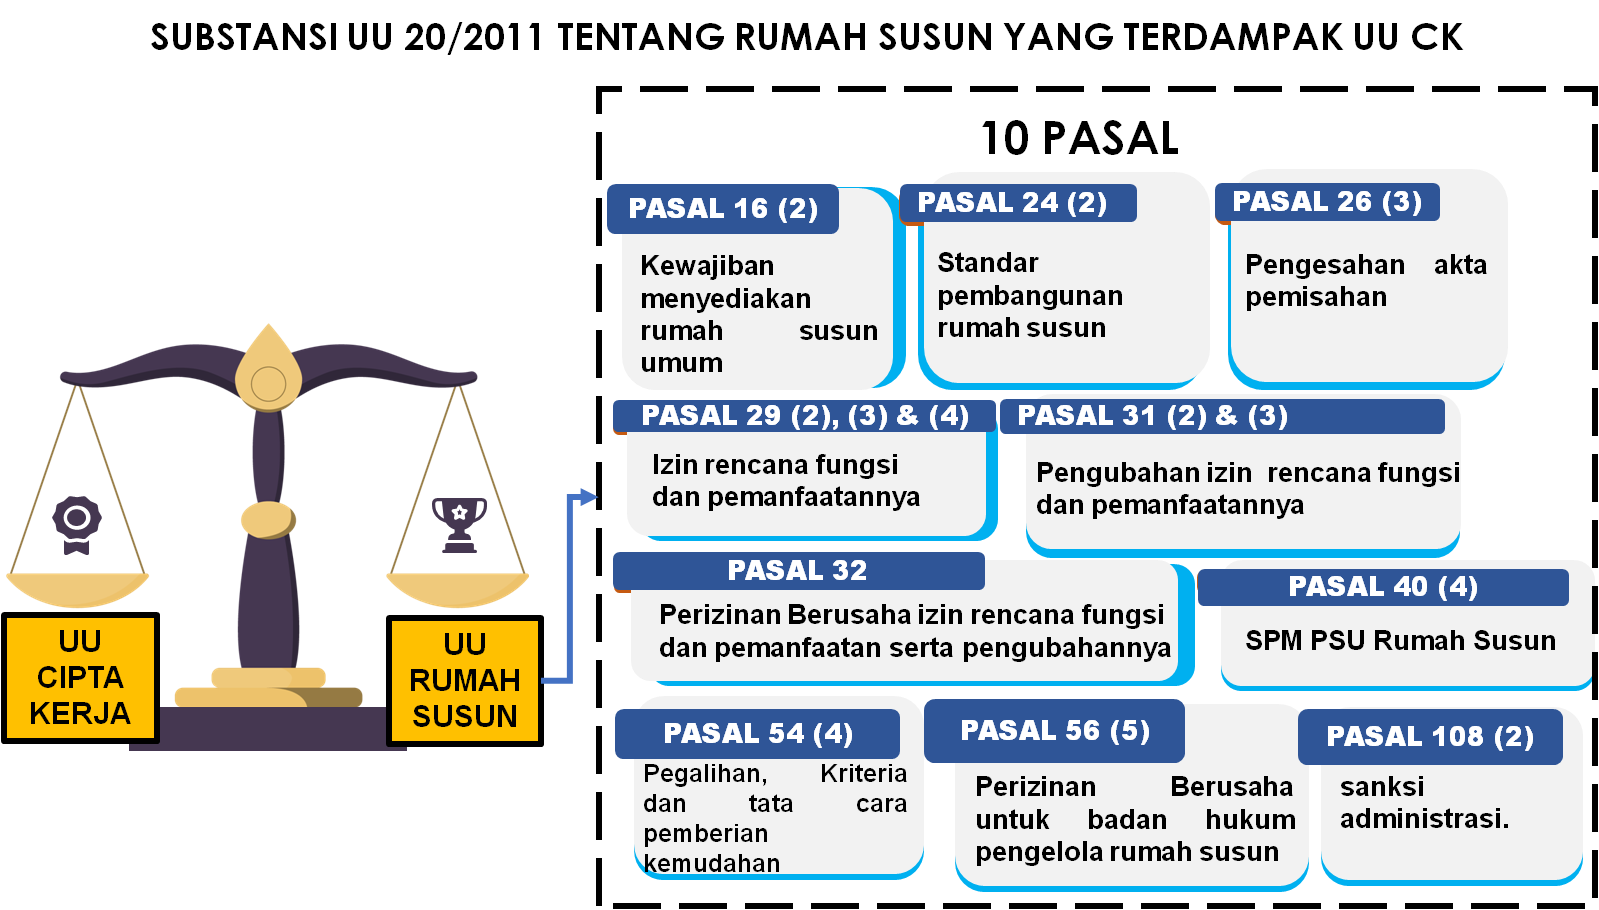 SUBSTANSI UU 20/2011 TENTANG RUMAH SUSUN YANG TERDAMPAK UU CK
UU
CIPTA
KERJA
UU
RUMAH
SUSUN
10 PASAL
PASAL 16 (2)
Kewajiban
menyediakan
rumah susun
umum
PASAL 24 (2)
Standar
pembangunan
rumah susun
PASAL 26 (3)
Pengesahan akta
pemisahan
PASAL 29 (2), (3) & (4)
Izin rencana fungsi
dan pemanfaatannya
PASAL 31 (2) & (3)
Pengubahan izin rencana fungsi
dan pemanfaatannya
PASAL 32
Perizinan Berusaha izin rencana fungsi
dan pemanfaatan serta pengubahannya
PASAL 40 (4)
SPM PSU Rumah Susun
PASAL 54 (4)
Pegalihan, Kriteria
dan tata cara
pemberian
kemudahan
PASAL 56 (5)
Perizinan Berusaha
untuk badan hukum
pengelola rumah susun
PASAL 108 (2)
sanksi
administrasi.